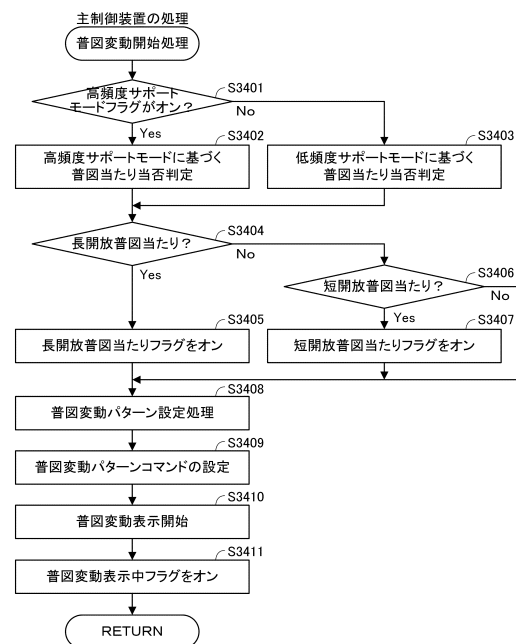 主制御装置の処理
普図変動開始処理
S3401
高頻度サポート
モードフラグがオン？
No
Yes
S3402
高頻度サポートモードに基づく
普図当たり当否判定
S3403
低頻度サポートモードに基づく
普図当たり当否判定
S3404
長開放普図当たり？
No
Yes
S3406
短開放普図当たり？
No
Yes
S3405
長開放普図当たりフラグをオン
S3407
短開放普図当たりフラグをオン
S3408
普図変動パターン設定処理
S3409
普図変動パターンコマンドの設定
S3410
普図変動表示開始
S3411
普図変動表示中フラグをオン
RETURN